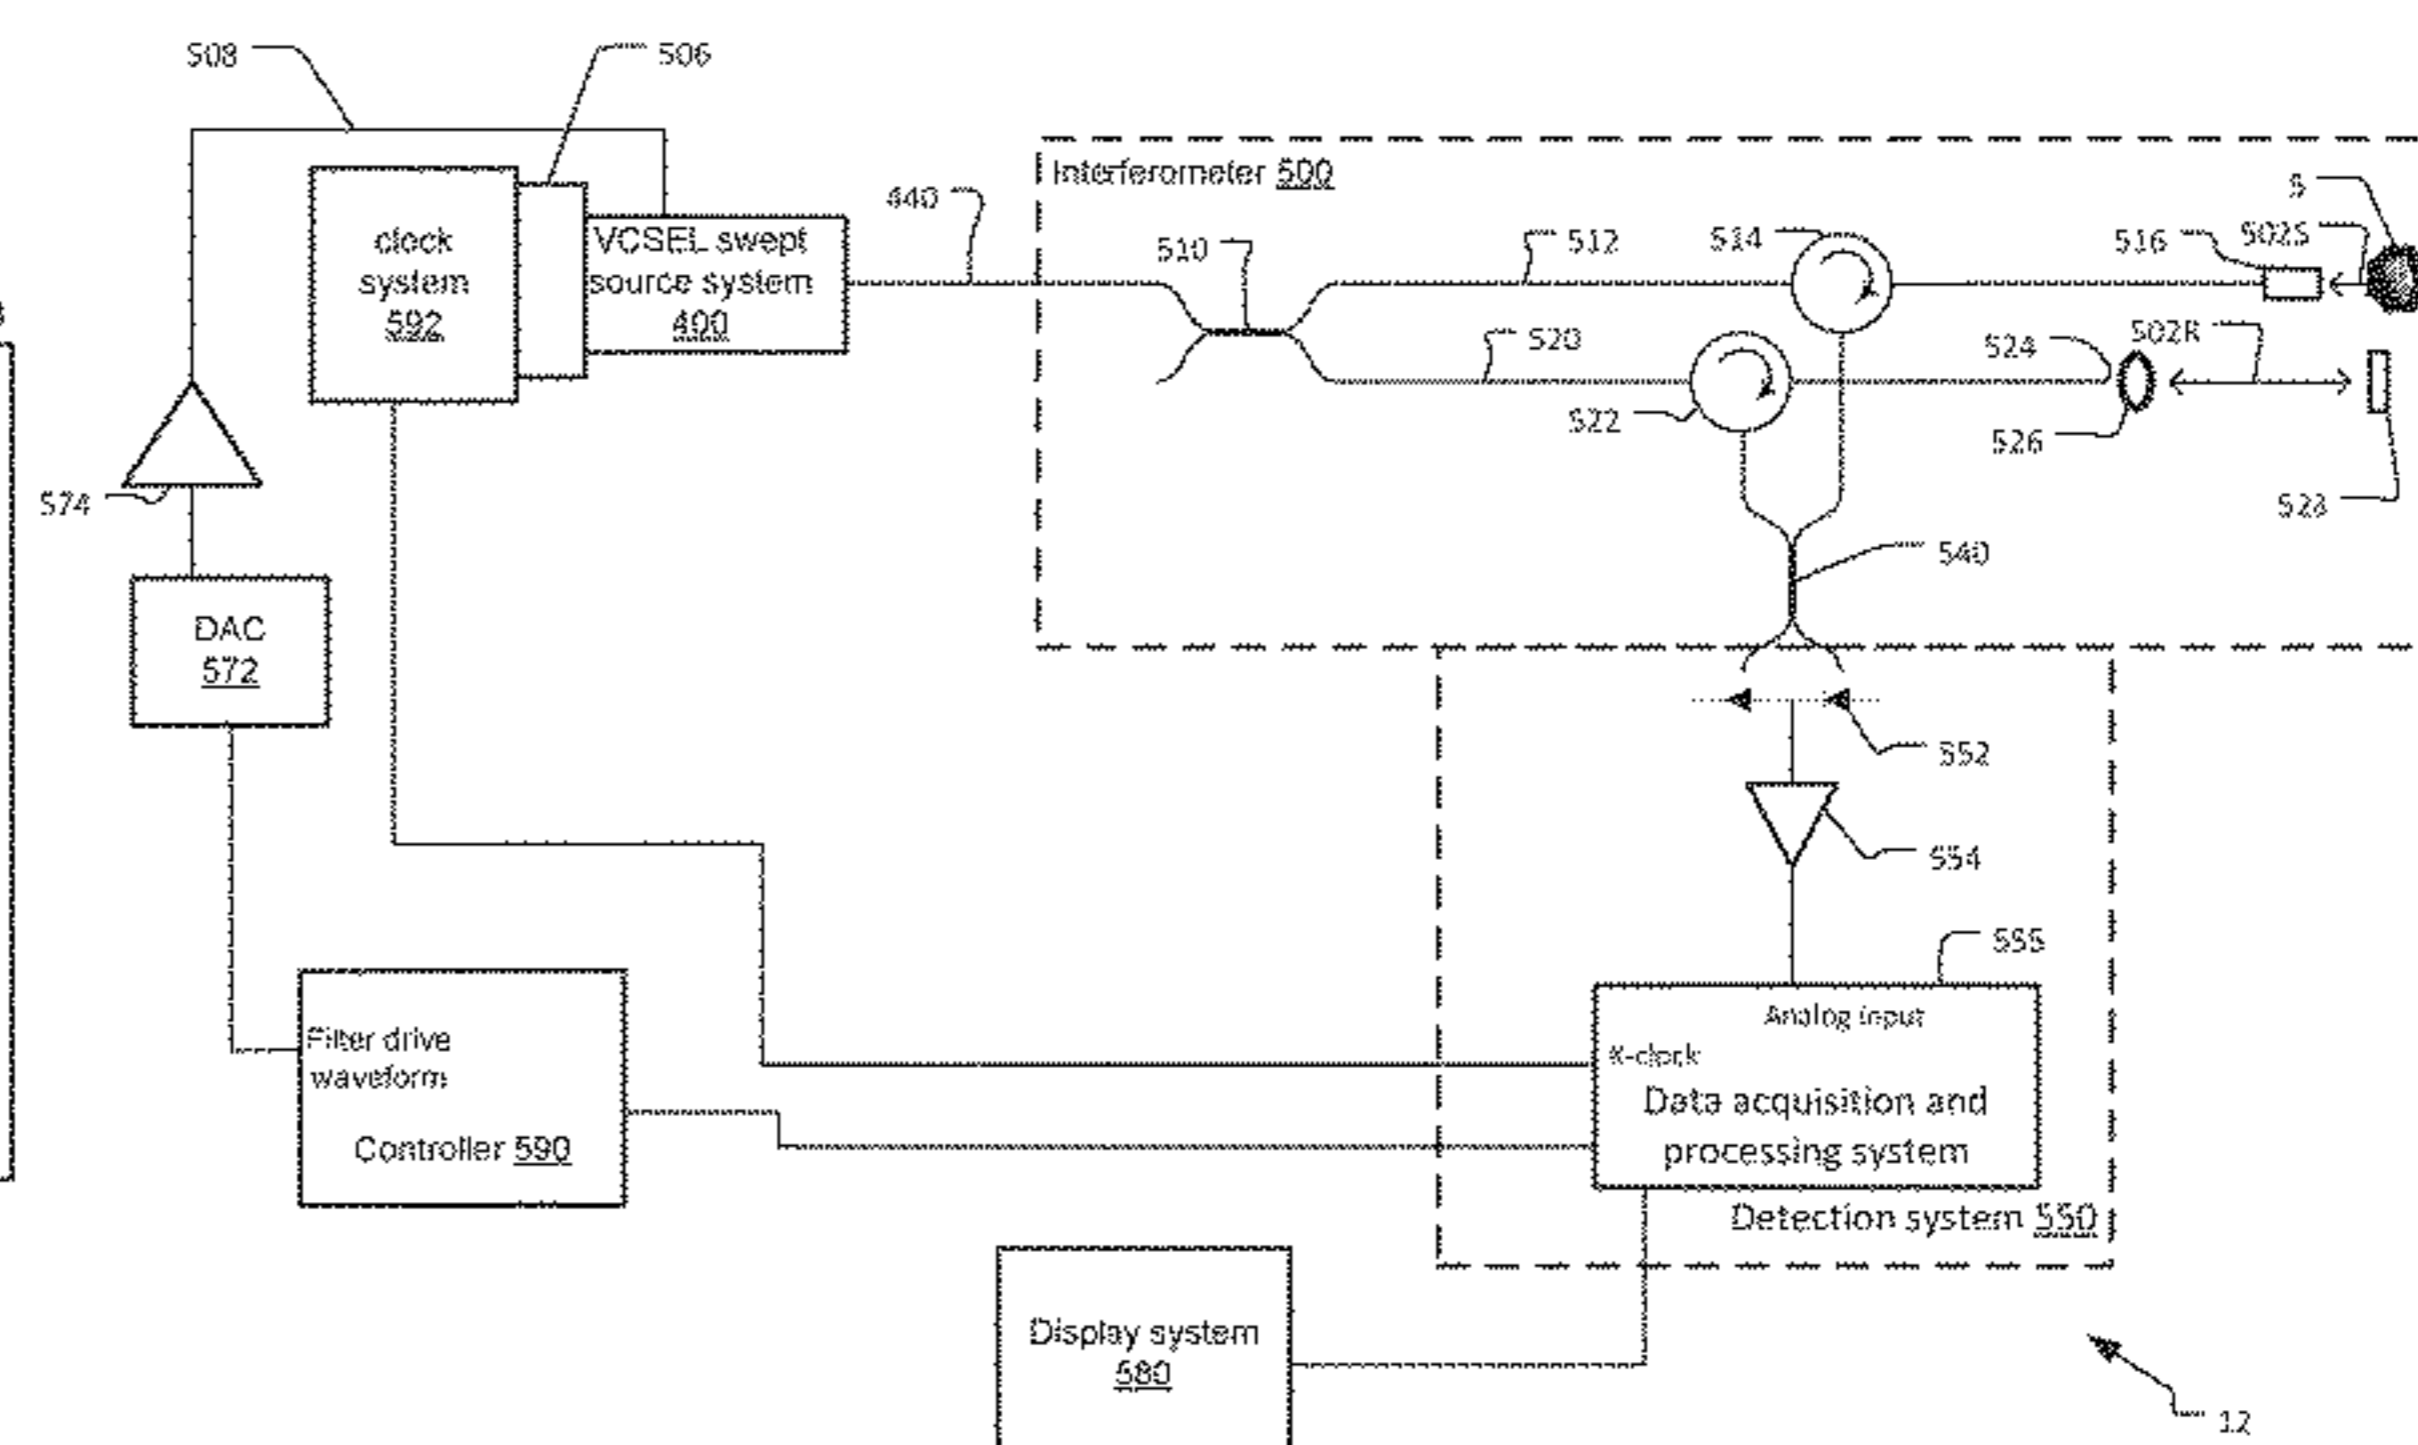 508
506
Interferometer 500
S
440
clock
system
592
VCSEL swept
source system
400
510
512
514
516
502S
520
522
524
502R
526
528
574
540
DAC
572
552
554
555
Analog input
K-clock
Filter drive
waveform
Data acquisition and
processing system
Controller 590
Detection system 550
Display system
580
12